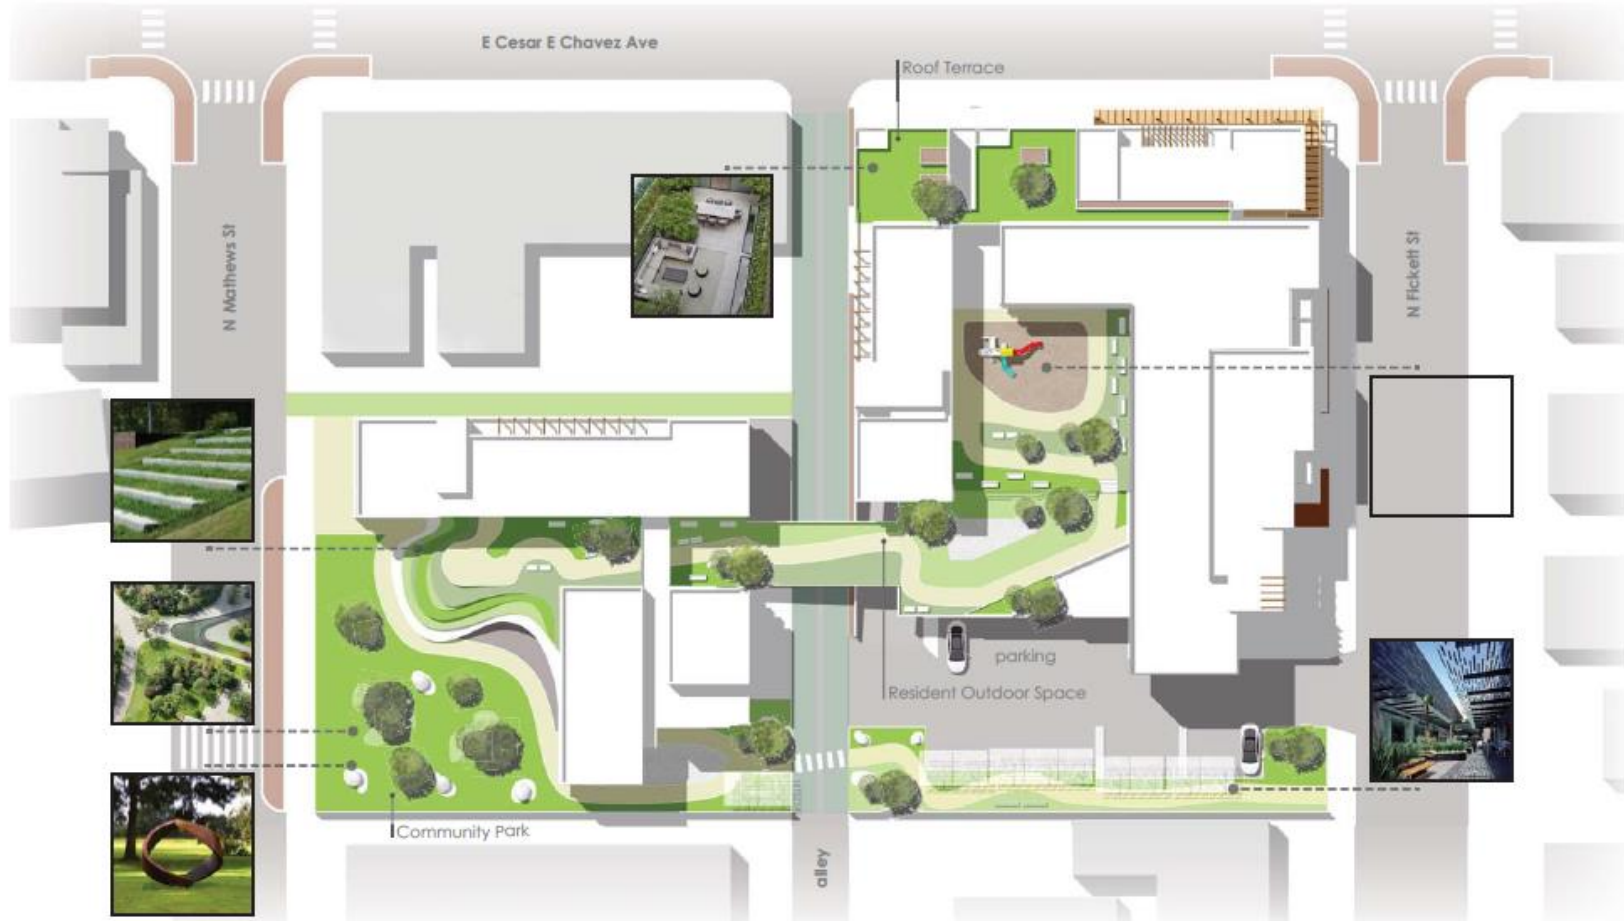 E Cesar E Chavez Ave
Roof Terrace
N Mathews St
N Fickett St
parking
Resident Outdoor Space
Community Park
alley